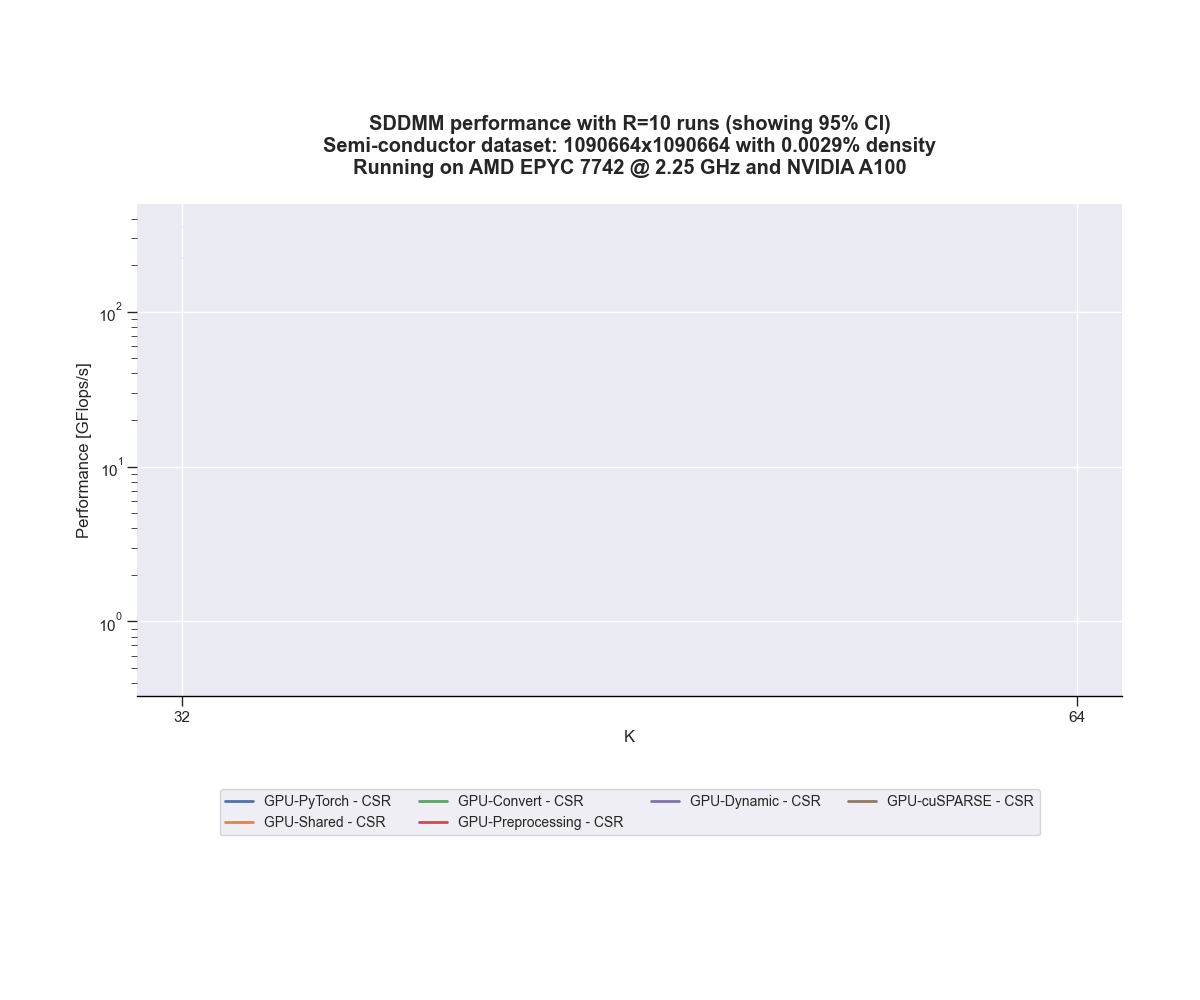 SDDMM performance with R=10 runs (showing 95% CI)
Semi-conductor dataset: 1090664x1090664 with 0.0029% density
Running on AMD EPYC 7742 @ 2.25 GHz and NVIDIA A100
10²
10¹
10⁰
Performance [GFlops/s]
32
64
K
GPU-PyTorch - CSR
GPU-Shared - CSR
GPU-Convert - CSR
GPU-Preprocessing - CSR
GPU-Dynamic - CSR
GPU-cuSPARSE - CSR